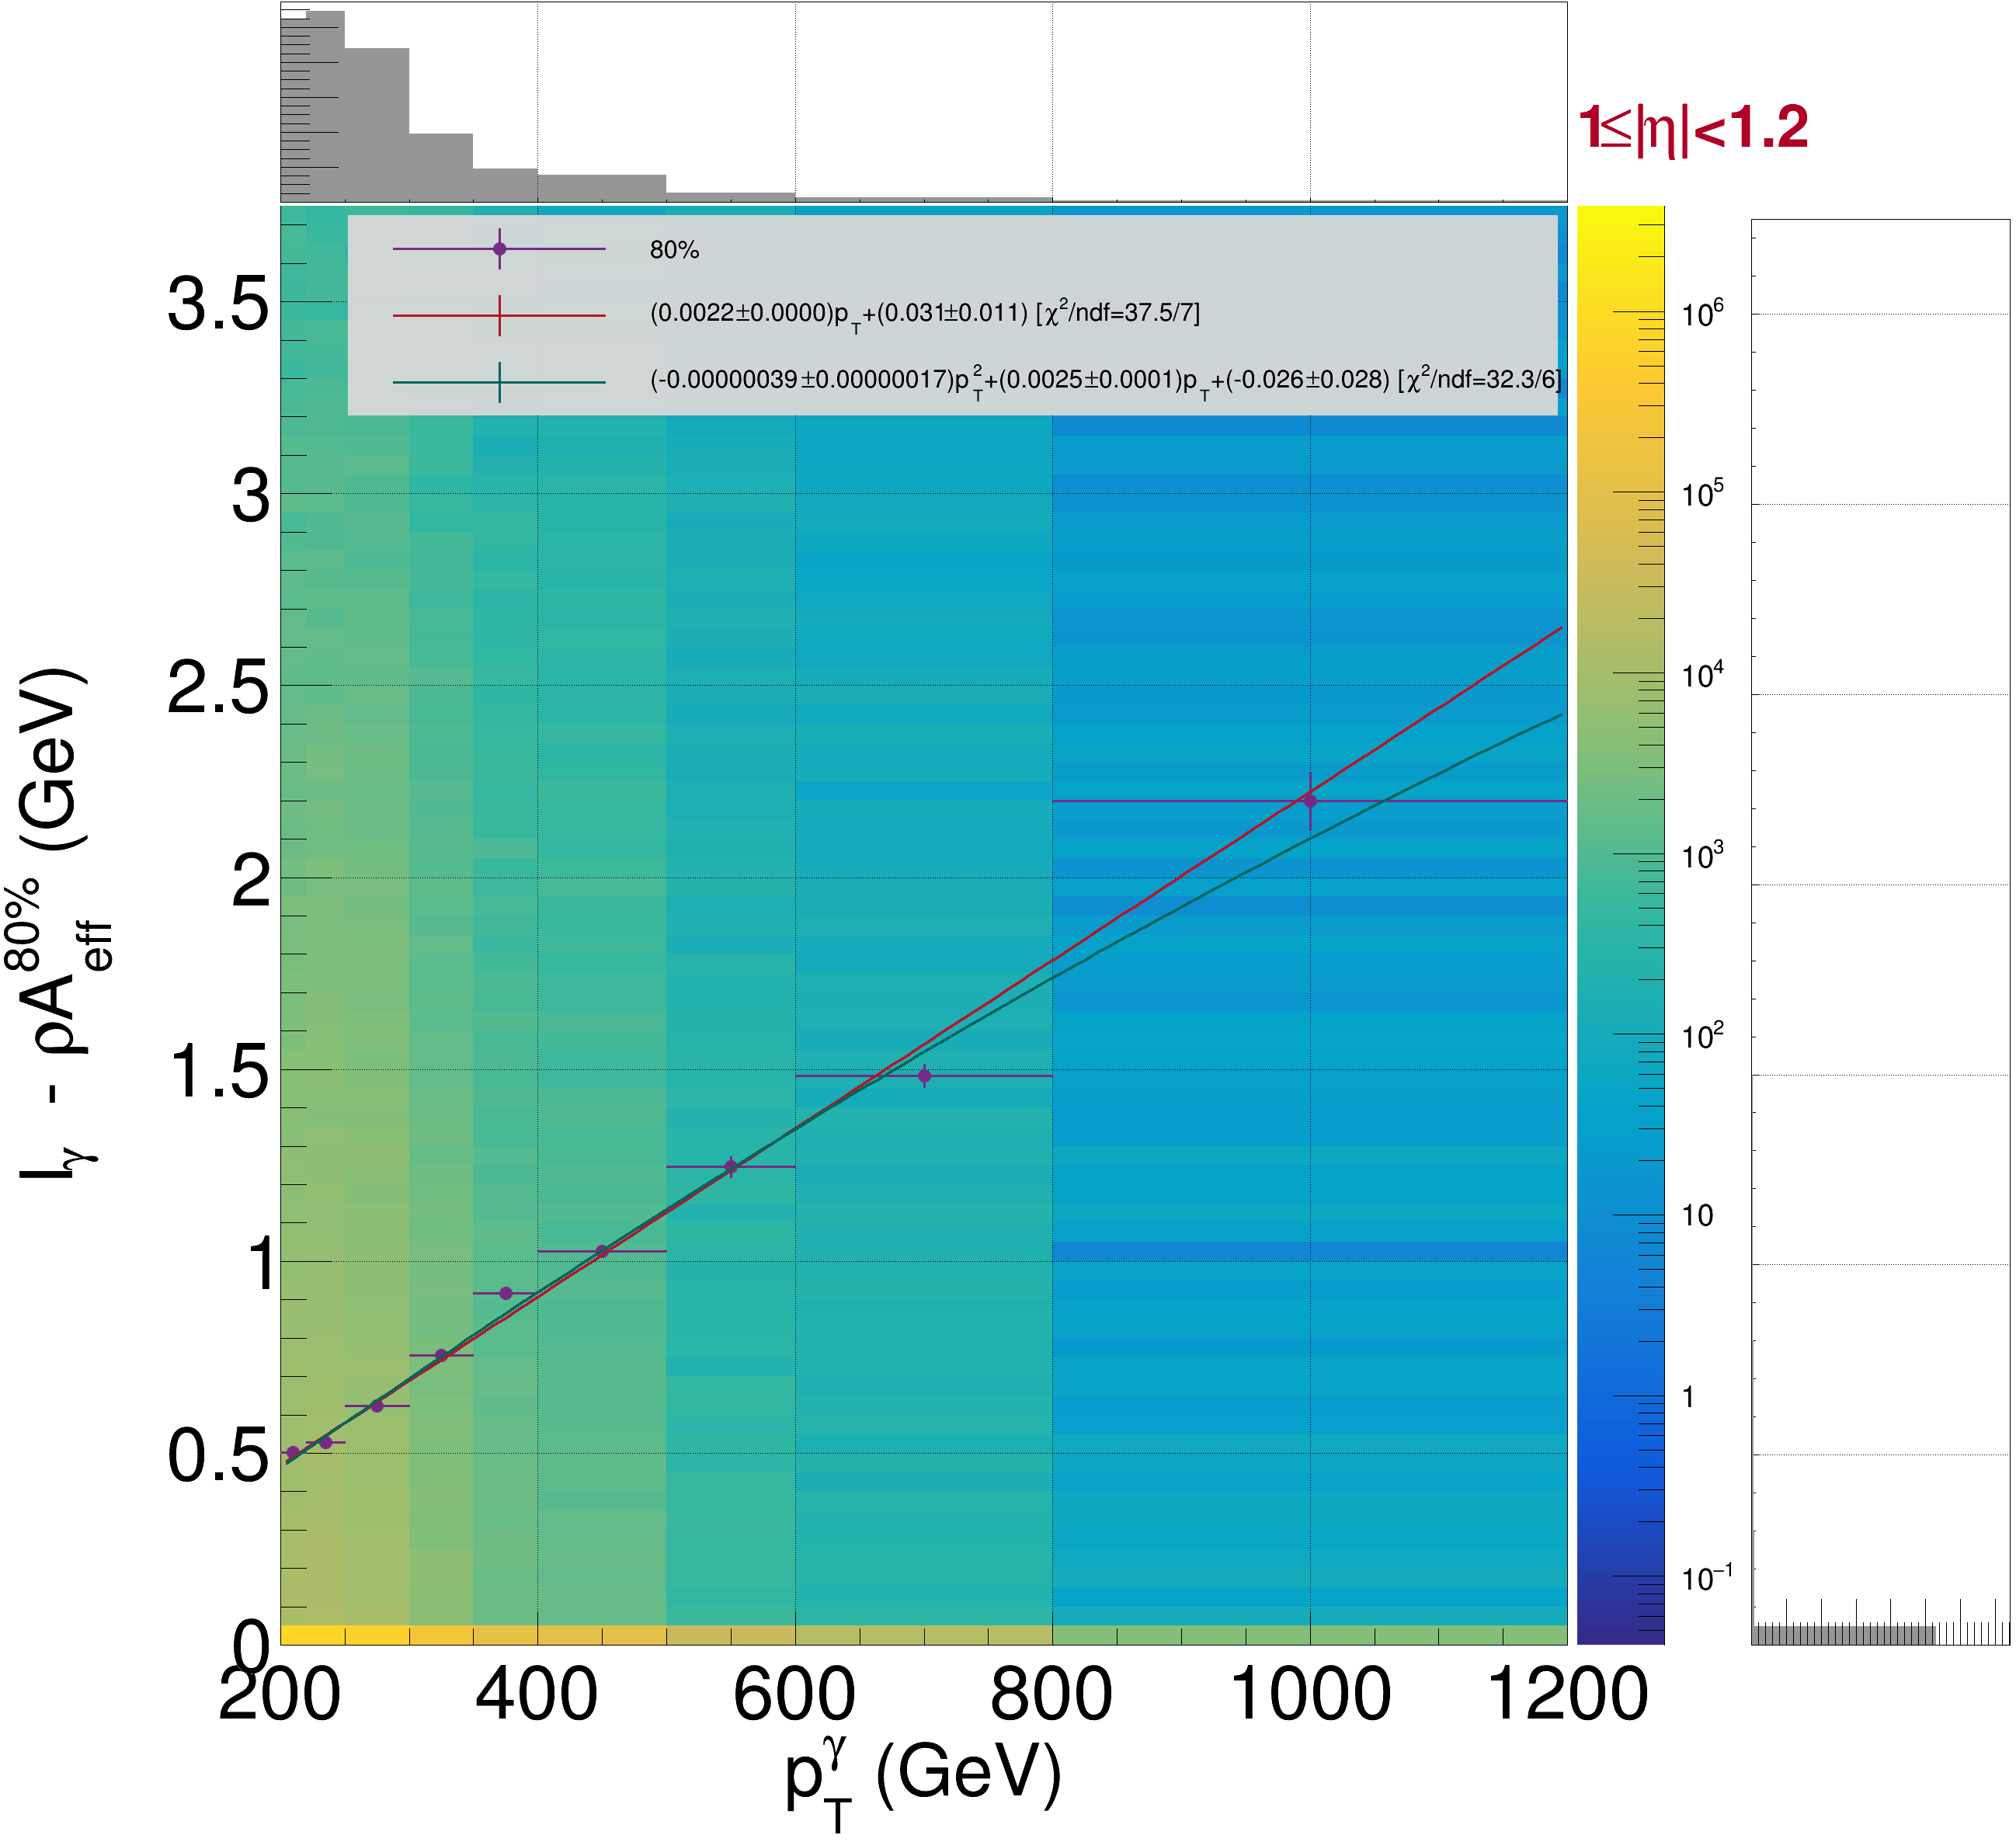 1≤|η|<1.2
80%
(0.0022±0.0000)p_T+(0.031±0.011) [χ²/ndf=37.5/7]
(-0.00000039±0.00000017)p_T²+(0.0025±0.0001)p_T+(-0.026±0.028) [χ²/ndf=32.3/6]
3.5
3
2.5
2
1.5
1
0.5
0
I_γ - ρA_eff^80% (GeV)
200 400 600 800 1000 1200
p_T^γ (GeV)
10⁶
10⁵
10⁴
10³
10²
10
1
10⁻¹